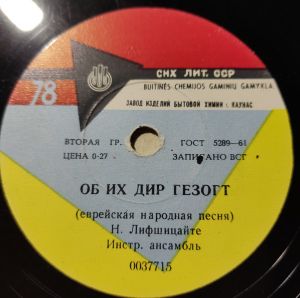 СНХ ЛИТ. ССР
BUITINĖS CHEMIJOS GAMINIŲ GAMYKLA
ЗАВОД ИЗДЕЛИЙ БЫТОВОЙ ХИМИИ - КАУНАС
78
ВТОРАЯ ГР. ГОСТ 5289—61
ЦЕНА 0-27 ЗАПИСАНО ВСГ
ОБ ИХ ДИР ГЕЗОГТ
(еврейская народная песня)
Н. Лифшицайте
Инстр. ансамбль
0037715